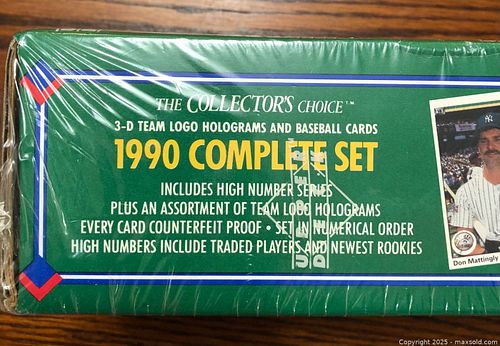 THE COLLECTOR'S CHOICE™
3-D TEAM LOGO HOLOGRAMS AND BASEBALL CARDS
1990 COMPLETE SET
INCLUDES HIGH NUMBER SERIES
PLUS AN ASSORTMENT OF TEAM LOGO HOLOGRAMS
EVERY CARD COUNTERFEIT PROOF • SET IN NUMERICAL ORDER
HIGH NUMBERS INCLUDE TRADED PLAYERS AND NEWEST ROOKIES
UPPER
DECK
Don Mattingly
Copyright © 2025 - maxsold.com